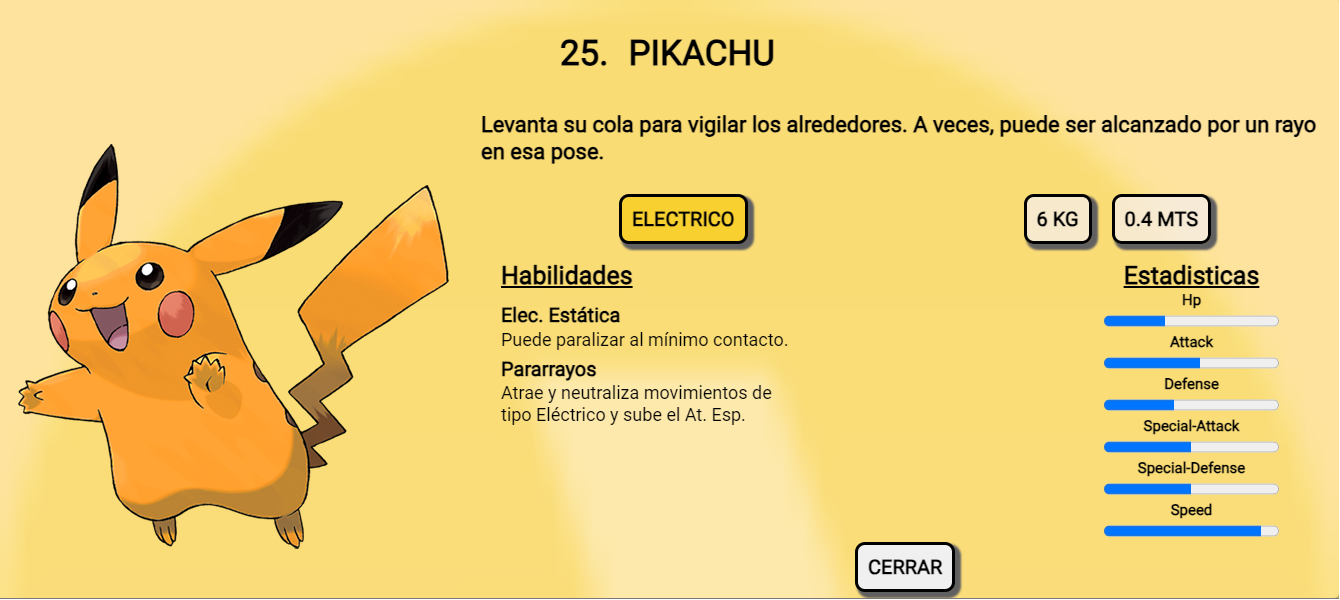 25. PIKACHU
Levanta su cola para vigilar los alrededores. A veces, puede ser alcanzado por un rayo
en esa pose.
ELECTRICO
6 KG
0.4 MTS
Habilidades
Elec. Estática
Puede paralizar al mínimo contacto.
Pararrayos
Atrae y neutraliza movimientos de
tipo Eléctrico y sube el At. Esp.
Estadisticas
Hp
Attack
Defense
Special-Attack
Special-Defense
Speed
CERRAR